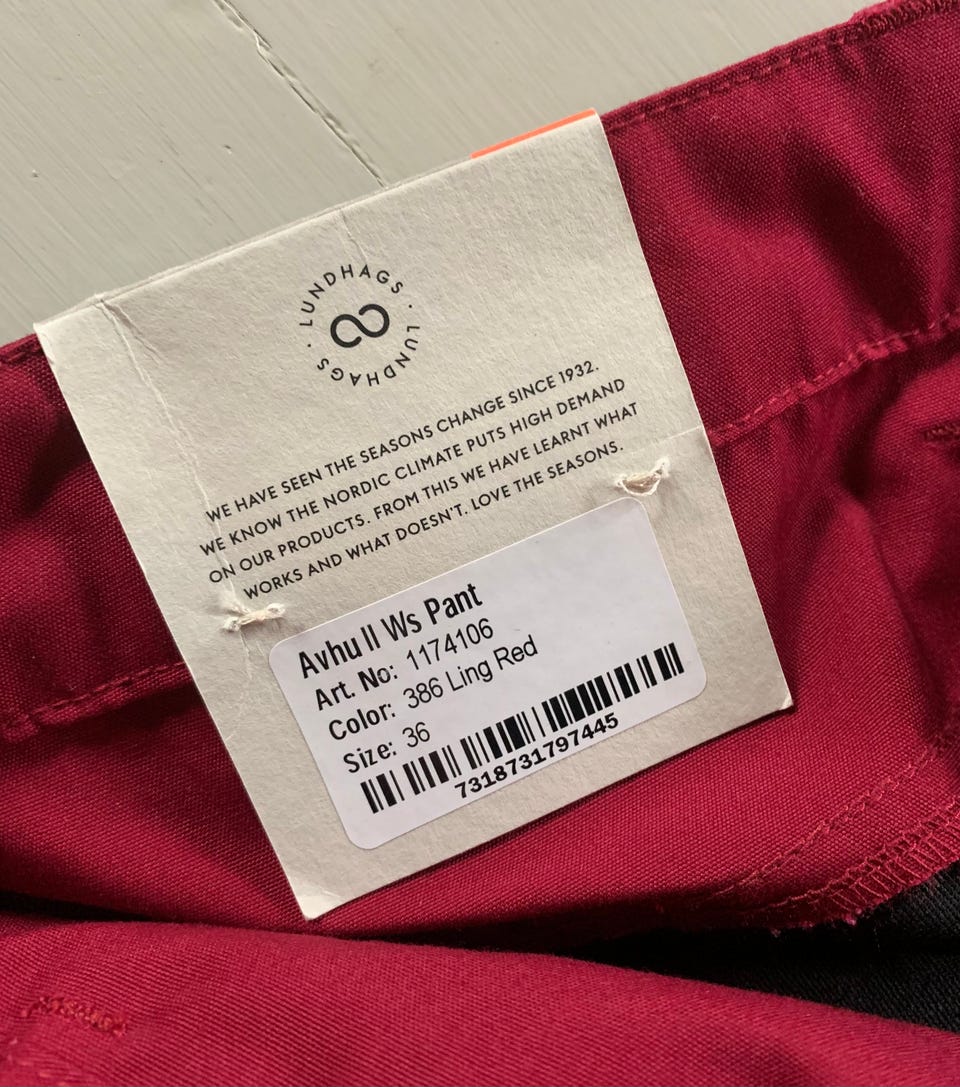 LUNDHAGS · LUNDHAGS ·
WE HAVE SEEN THE SEASONS CHANGE SINCE 1932.
WE KNOW THE NORDIC CLIMATE PUTS HIGH DEMAND
ON OUR PRODUCTS. FROM THIS WE HAVE LEARNT WHAT
WORKS AND WHAT DOESN'T. LOVE THE SEASONS.
Avhu II Ws Pant
Art. No: 1174106
Color: 386 Ling Red
Size: 36
7318731797445